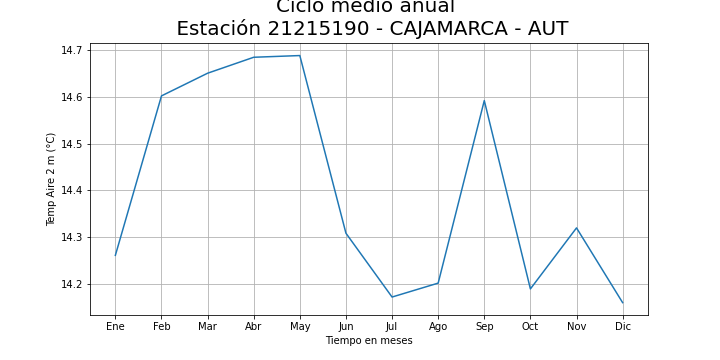 Ciclo medio anual
Estación 21215190 - CAJAMARCA - AUT
14.7
14.6
14.5
14.4
14.3
14.2
Temp Aire 2 m (°C)
Ene Feb Mar Abr May Jun Jul Ago Sep Oct Nov Dic
Tiempo en meses